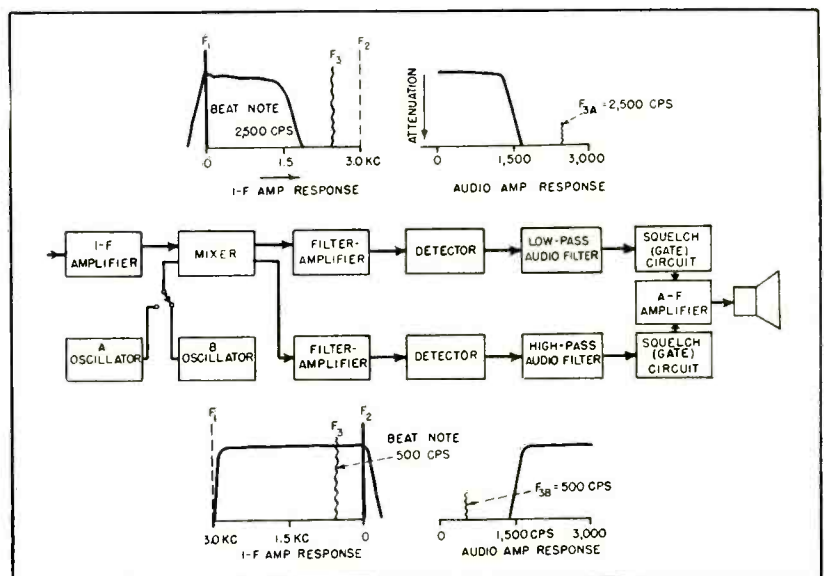 F1
F3
F2
BEAT NOTE
2,500 CPS
0
1.5
3.0 KC
I-F AMP RESPONSE
ATTENUATION
F3A = 2,500 CPS
0
1,500
3,000
AUDIO AMP RESPONSE
I-F
AMPLIFIER
MIXER
FILTER-
AMPLIFIER
DETECTOR
LOW-PASS
AUDIO FILTER
SQUELCH
(GATE)
CIRCUIT
A-F
AMPLIFIER
A
OSCILLATOR
B
OSCILLATOR
FILTER-
AMPLIFIER
DETECTOR
HIGH-PASS
AUDIO FILTER
SQUELCH
(GATE)
CIRCUIT
F1
F3
F2
BEAT NOTE
500 CPS
3.0 KC
1.5 KC
0
I-F AMP RESPONSE
F3B = 500 CPS
0
1,500 CPS
3,000
AUDIO AMP RESPONSE